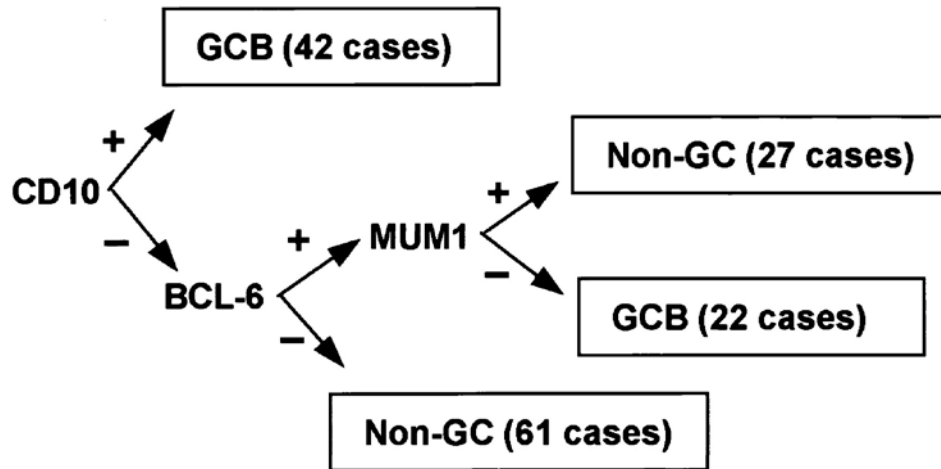 GCB (42 cases)
+
CD10
−
BCL-6
+
−
MUM1
+
−
Non-GC (27 cases)
GCB (22 cases)
Non-GC (61 cases)